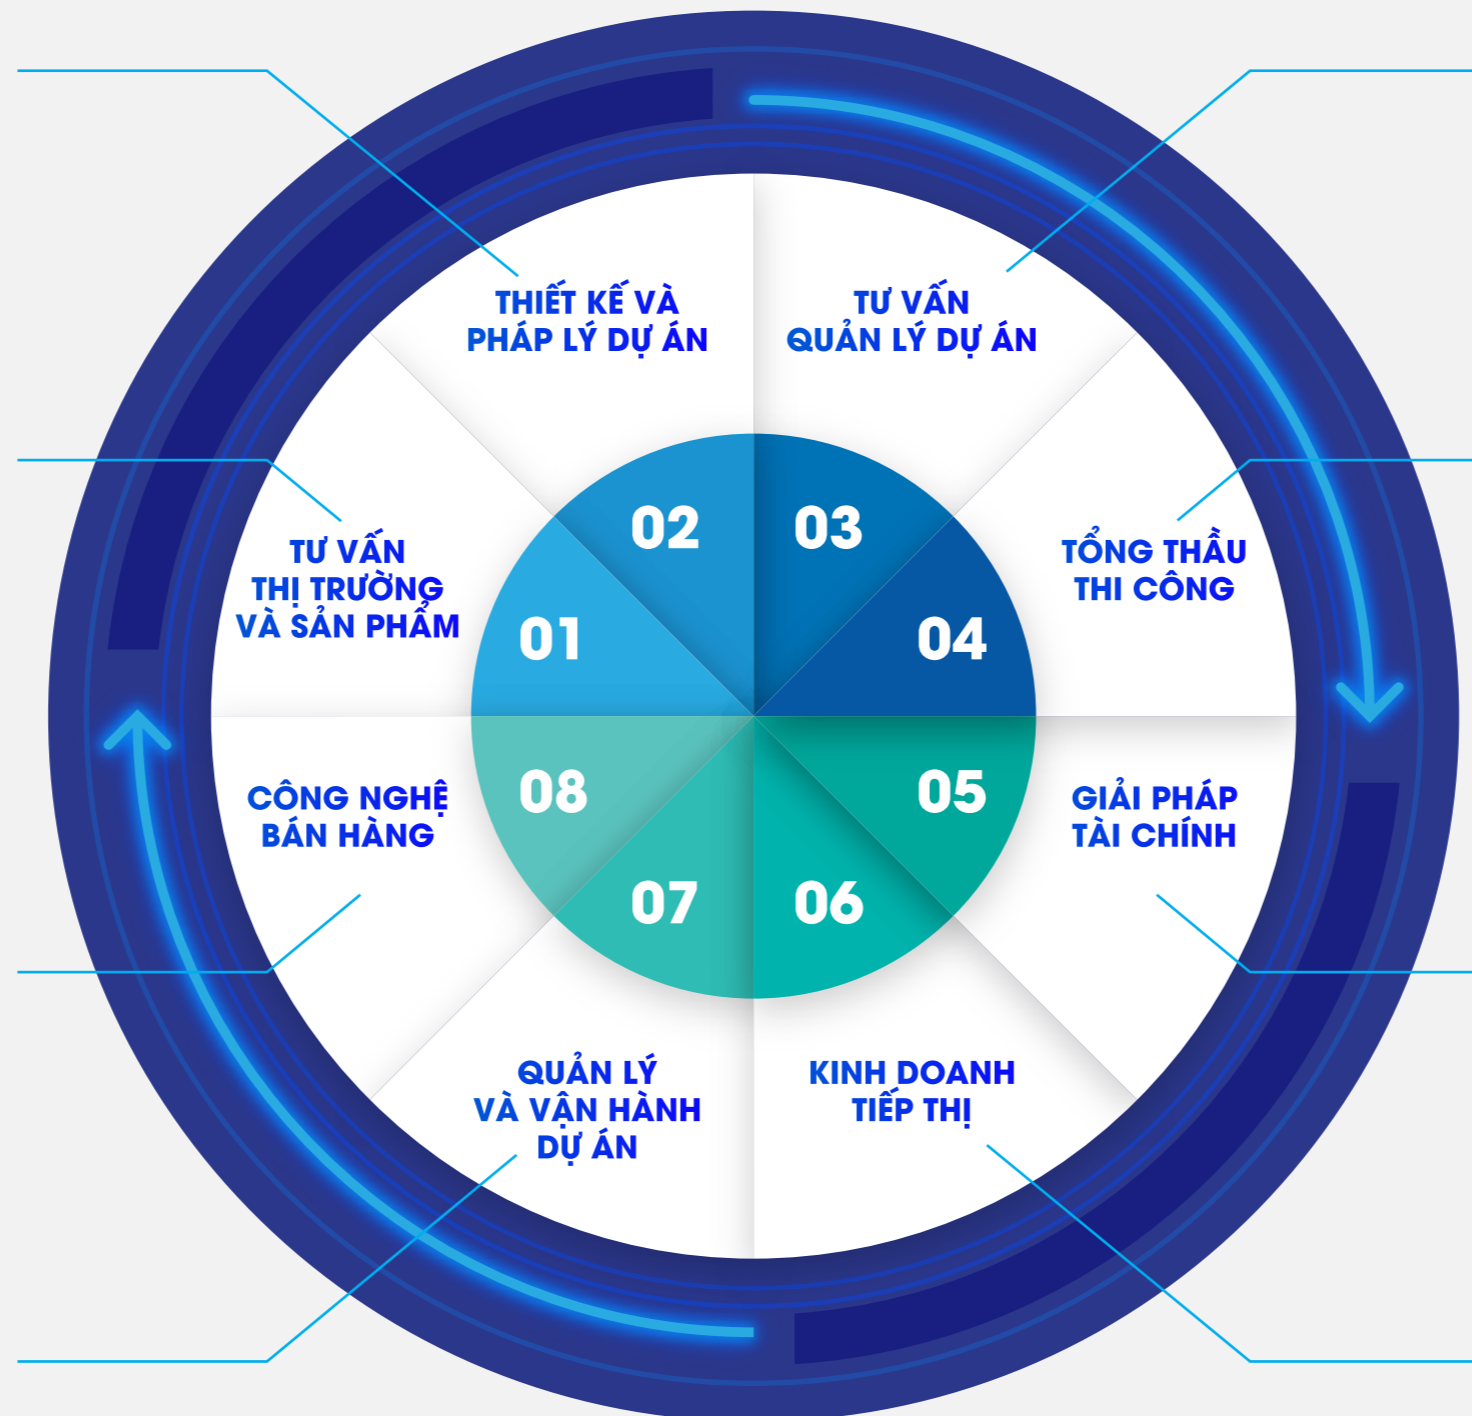 THIẾT KẾ VÀ
PHÁP LÝ DỰ ÁN
TƯ VẤN
QUẢN LÝ DỰ ÁN
02
03
TƯ VẤN
THỊ TRƯỜNG
VÀ SẢN PHẨM
TỔNG THẦU
THI CÔNG
01
04
CÔNG NGHỆ
BÁN HÀNG
08
05
GIẢI PHÁP
TÀI CHÍNH
07
06
QUẢN LÝ
VÀ VẬN HÀNH
DỰ ÁN
KINH DOANH
TIẾP THỊ